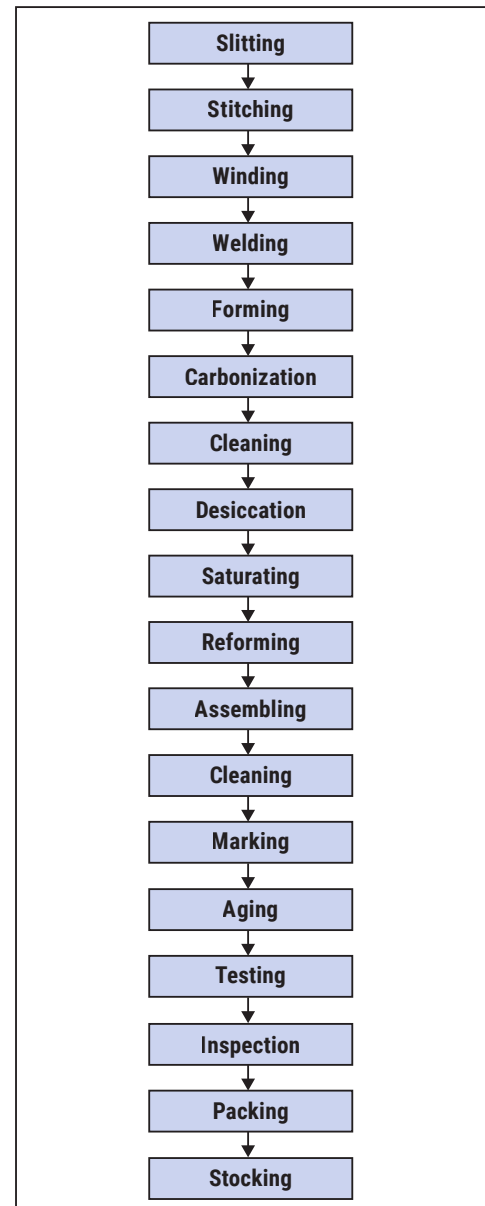 Slitting
Stitching
Winding
Welding
Forming
Carbonization
Cleaning
Desiccation
Saturating
Reforming
Assembling
Cleaning
Marking
Aging
Testing
Inspection
Packing
Stocking